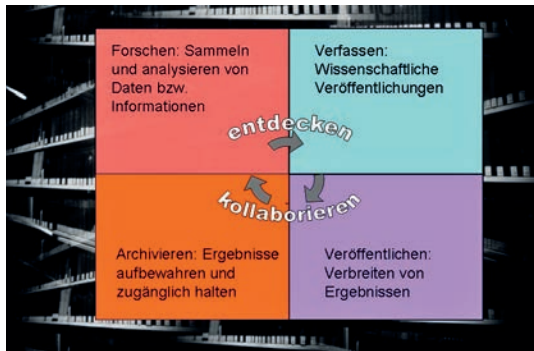 Forschen: Sammeln
und analysieren von
Daten bzw.
Informationen
Verfassen:
Wissenschaftliche
Veröffentlichungen
entdecken
kollaborieren
Archivieren: Ergebnisse
aufbewahren und
zugänglich halten
Veröffentlichen:
Verbreiten von
Ergebnissen